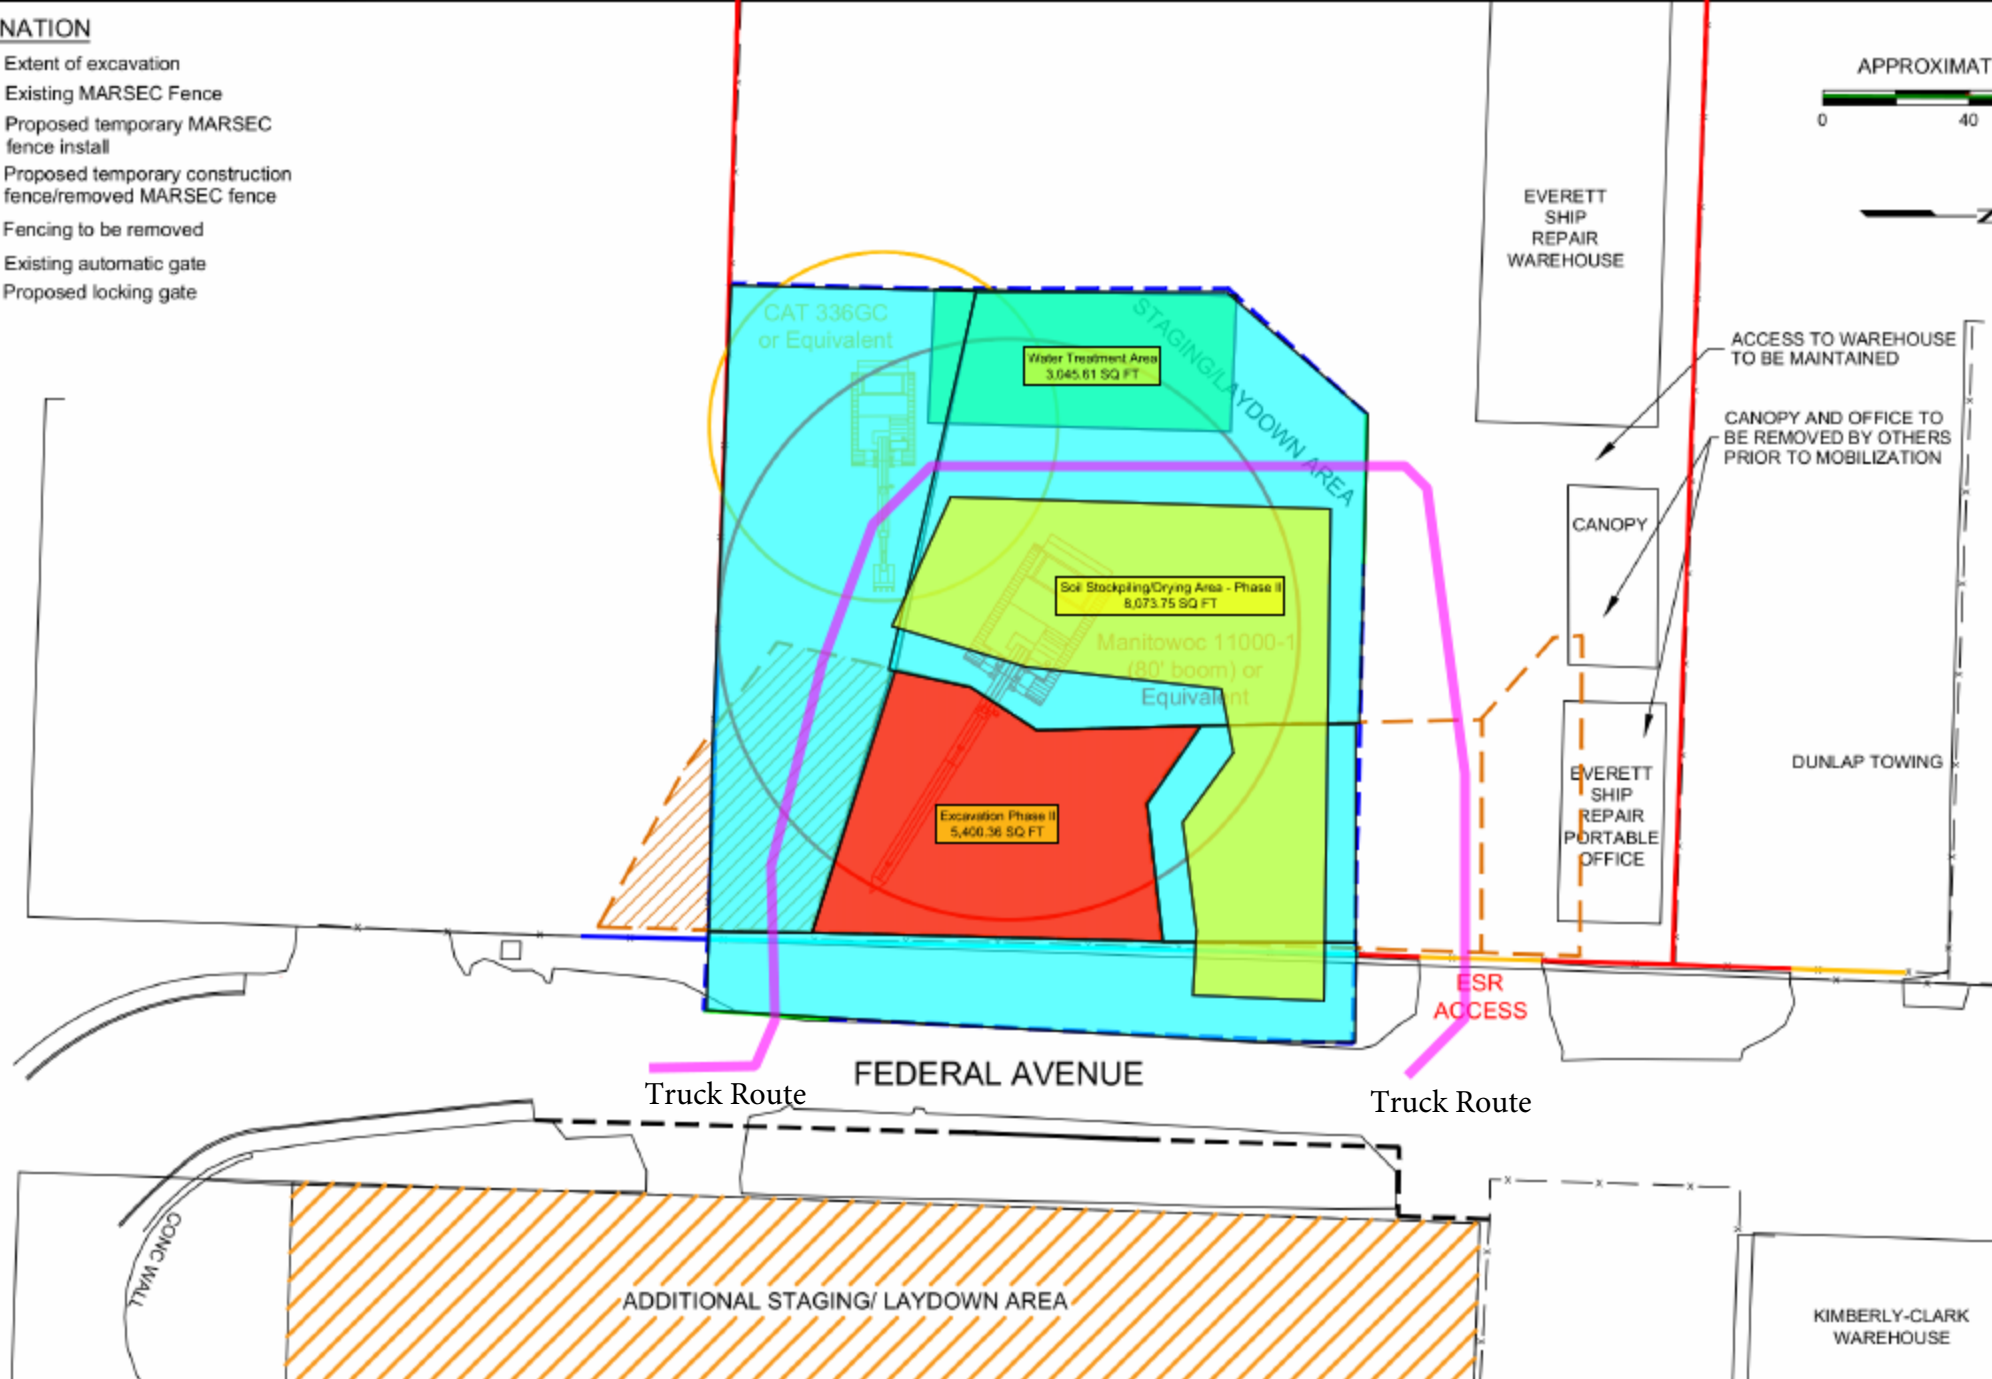 NATION
Extent of excavation
Existing MARSEC Fence
Proposed temporary MARSEC
fence install
Proposed temporary construction
fence/removed MARSEC fence
Fencing to be removed
Existing automatic gate
Proposed locking gate
APPROXIMAT
0 40
EVERETT
SHIP
REPAIR
WAREHOUSE
CAT 336GC
or Equivalent
STAGING/LAYDOWN AREA
Water Treatment Area
3,045.61 SQ FT
ACCESS TO WAREHOUSE
TO BE MAINTAINED
CANOPY AND OFFICE TO
BE REMOVED BY OTHERS
PRIOR TO MOBILIZATION
CANOPY
Soil Stockpiling/Drying Area - Phase II
8,073.75 SQ FT
Manitowoc 11000-1
(80' boom) or
Equivalent
Excavation Phase II
5,400.36 SQ FT
EVERETT
SHIP
REPAIR
PORTABLE
OFFICE
DUNLAP TOWING
ESR
ACCESS
FEDERAL AVENUE
Truck Route
Truck Route
CONC WALL
ADDITIONAL STAGING/ LAYDOWN AREA
KIMBERLY-CLARK
WAREHOUSE